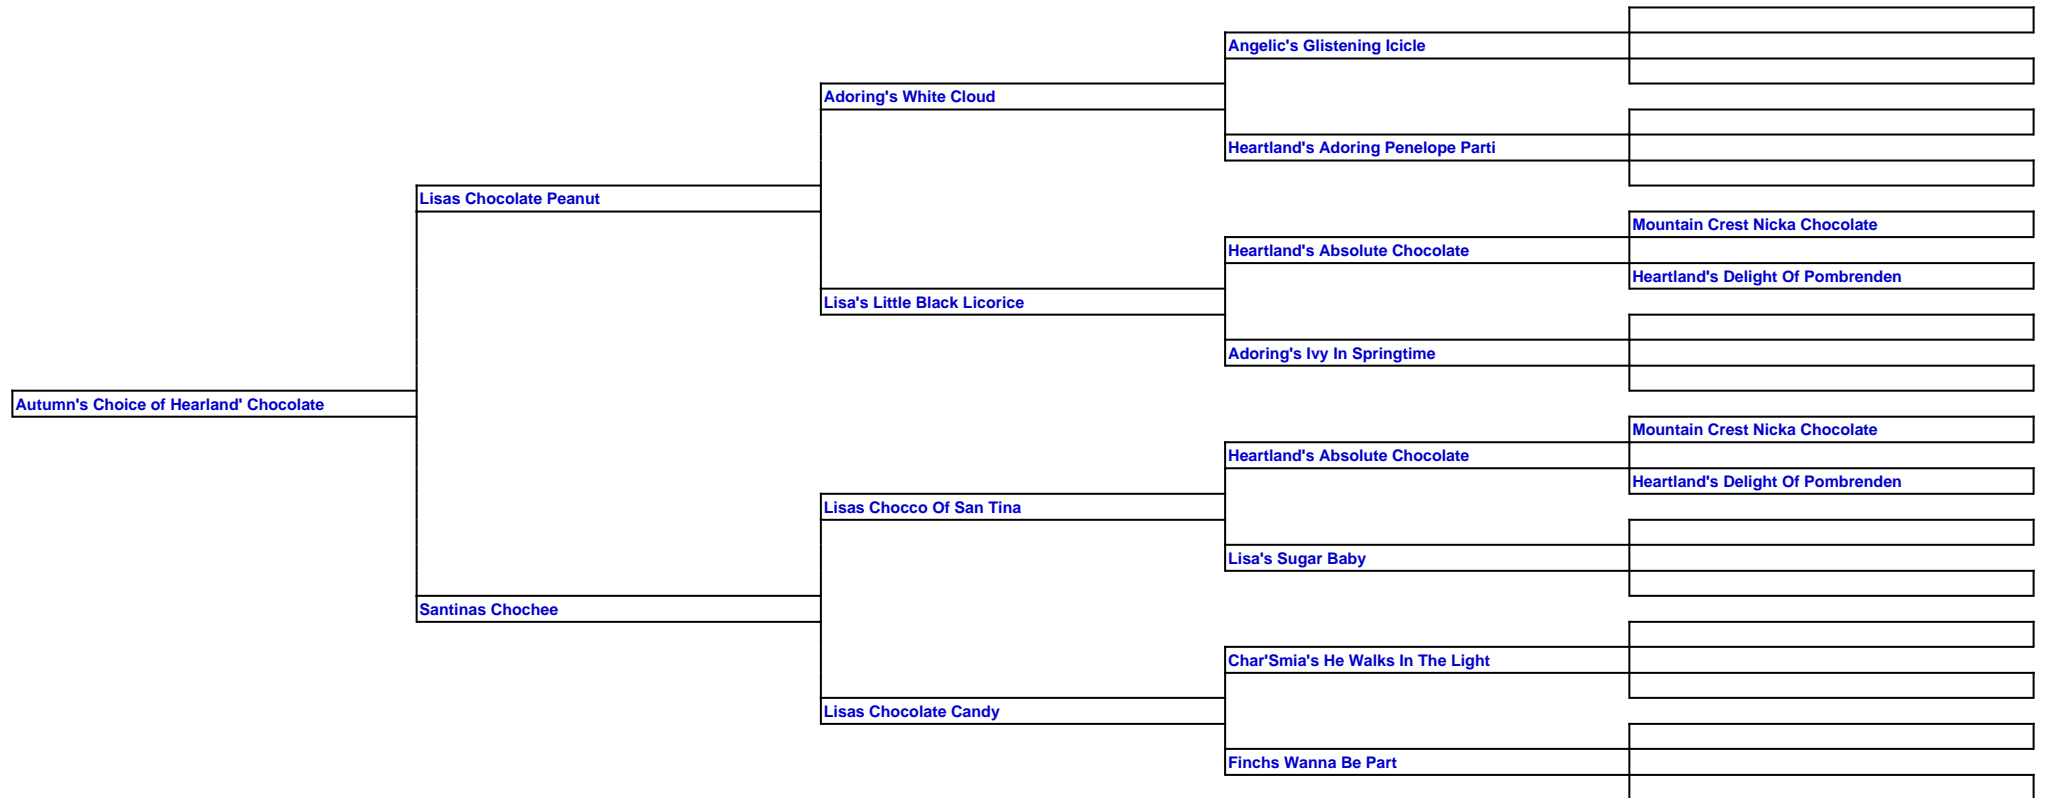 Angelic's Glistening Icicle
Adoring's White Cloud
Heartland's Adoring Penelope Parti
Lisas Chocolate Peanut
Mountain Crest Nicka Chocolate
Heartland's Absolute Chocolate
Heartland's Delight Of Pombrenden
Lisa's Little Black Licorice
Adoring's Ivy In Springtime
Autumn's Choice of Hearland' Chocolate
Mountain Crest Nicka Chocolate
Heartland's Absolute Chocolate
Heartland's Delight Of Pombrenden
Lisas Chocco Of San Tina
Lisa's Sugar Baby
Santinas Chochee
Char'Smia's He Walks In The Light
Lisas Chocolate Candy
Finchs Wanna Be Part